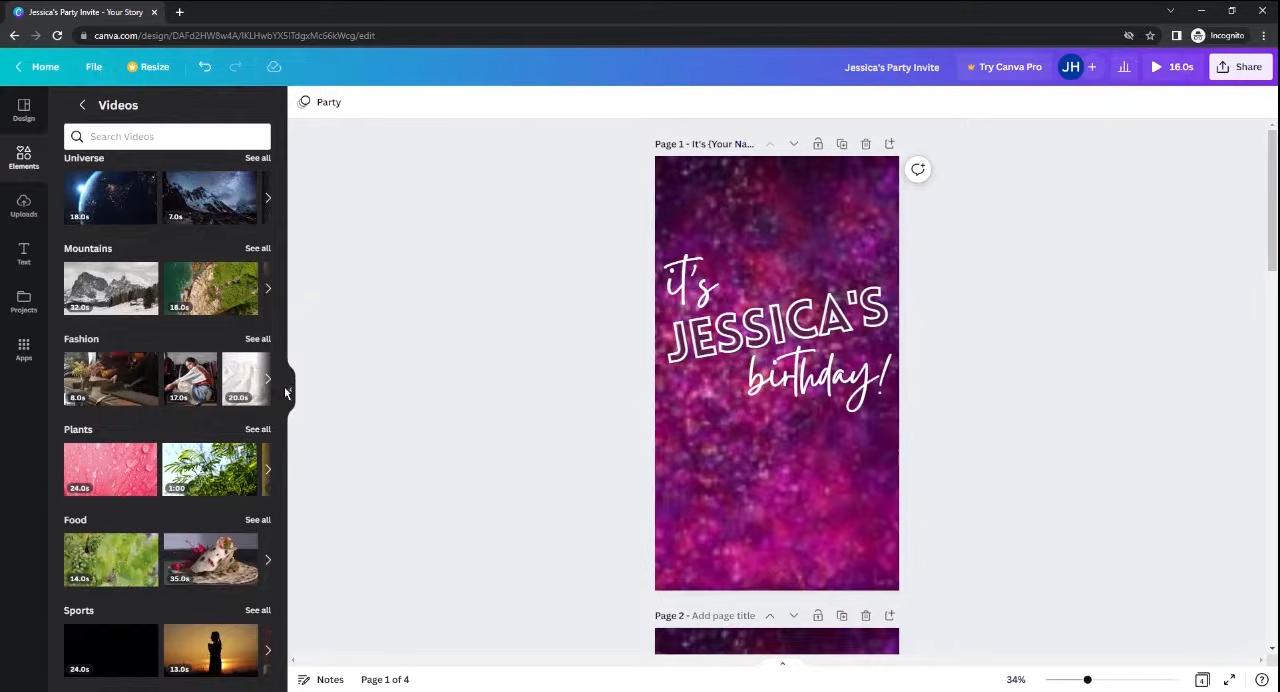 Jessica's Party Invite - Your Story
canva.com/design/DAFd2HW8w4A/IKLHwbYX5ITdgxMc66kWcg/edit
Incognito
Home
File
Resize
Jessica's Party Invite
Try Canva Pro
JH
+
16.0s
Share
Design
Elements
Uploads
Text
Projects
Apps
Videos
Search Videos
Universe
See all
18.0s
7.0s
Mountains
See all
32.0s
18.0s
Fashion
See all
8.0s
17.0s
20.0s
Plants
See all
24.0s
1:00
Food
See all
14.0s
35.0s
Sports
See all
24.0s
13.0s
Party
Page 1 - It's {Your Na...
it's
JESSICA'S
birthday!
Page 2 - Add page title
Notes
Page 1 of 4
34%
4